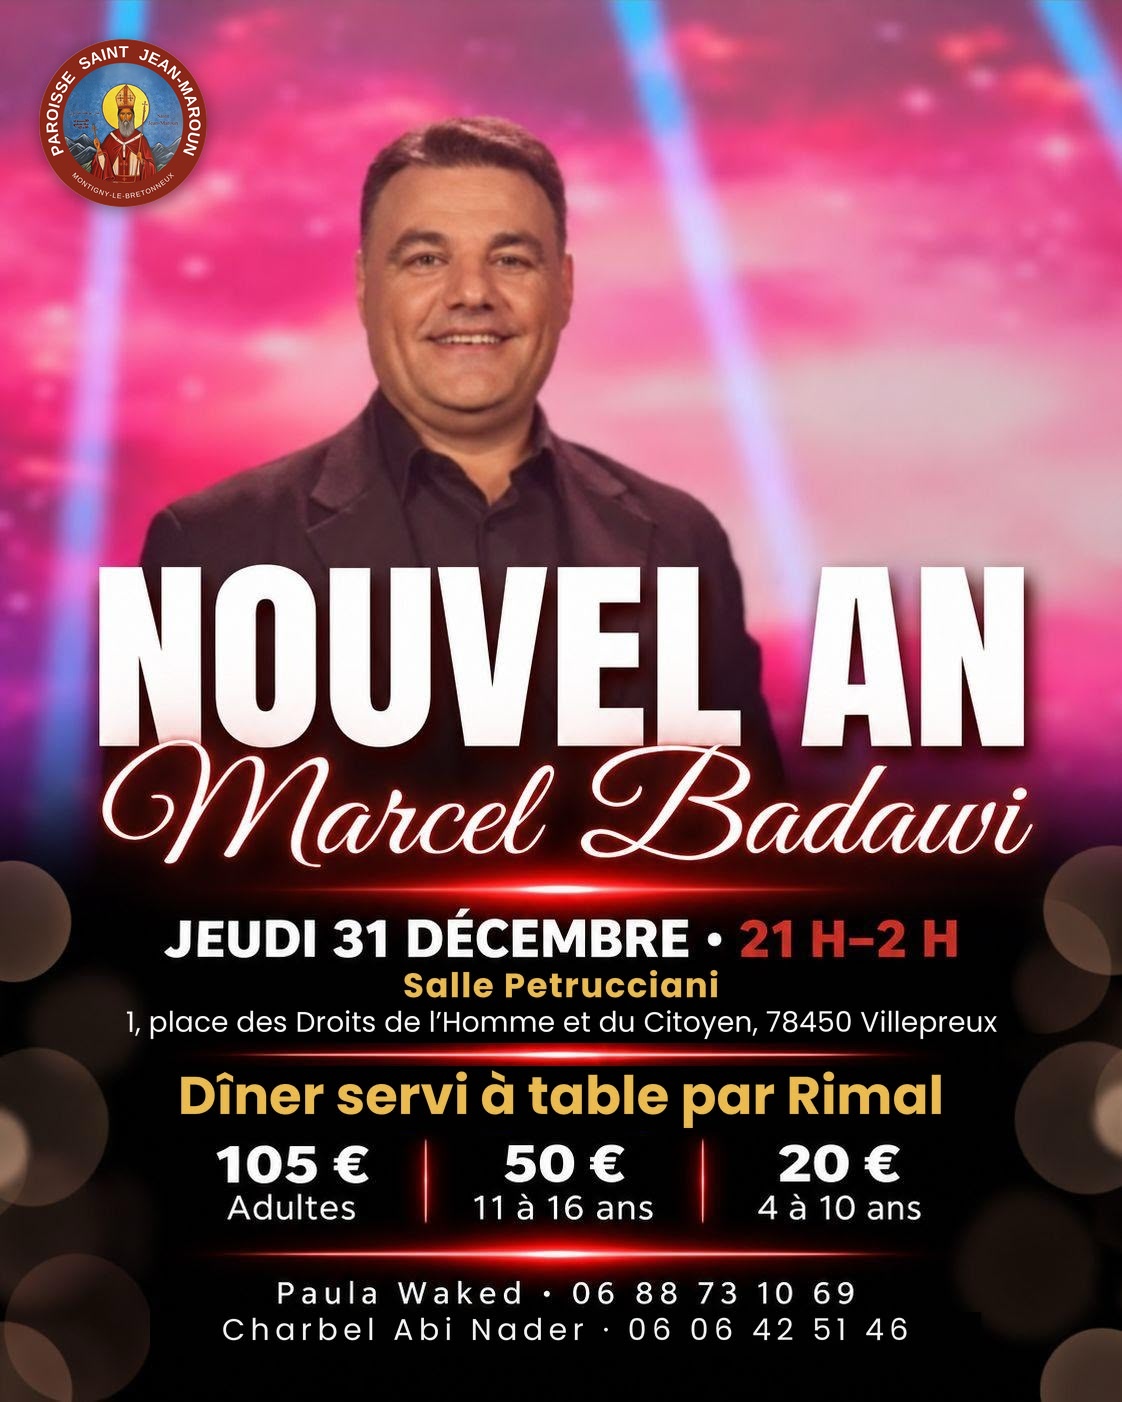 PAROISSE SAINT JEAN-MAROUN
MONTIGNY-LE-BRETONNEUX
NOUVEL AN
Marcel Badawi
JEUDI 31 DÉCEMBRE • 21 H–2 H
Salle Petrucciani
1, place des Droits de l’Homme et du Citoyen, 78450 Villepreux
Dîner servi à table par Rimal
105 € 50 € 20 €
Adultes 11 à 16 ans 4 à 10 ans
Paula Waked • 06 88 73 10 69
Charbel Abi Nader · 06 06 42 51 46